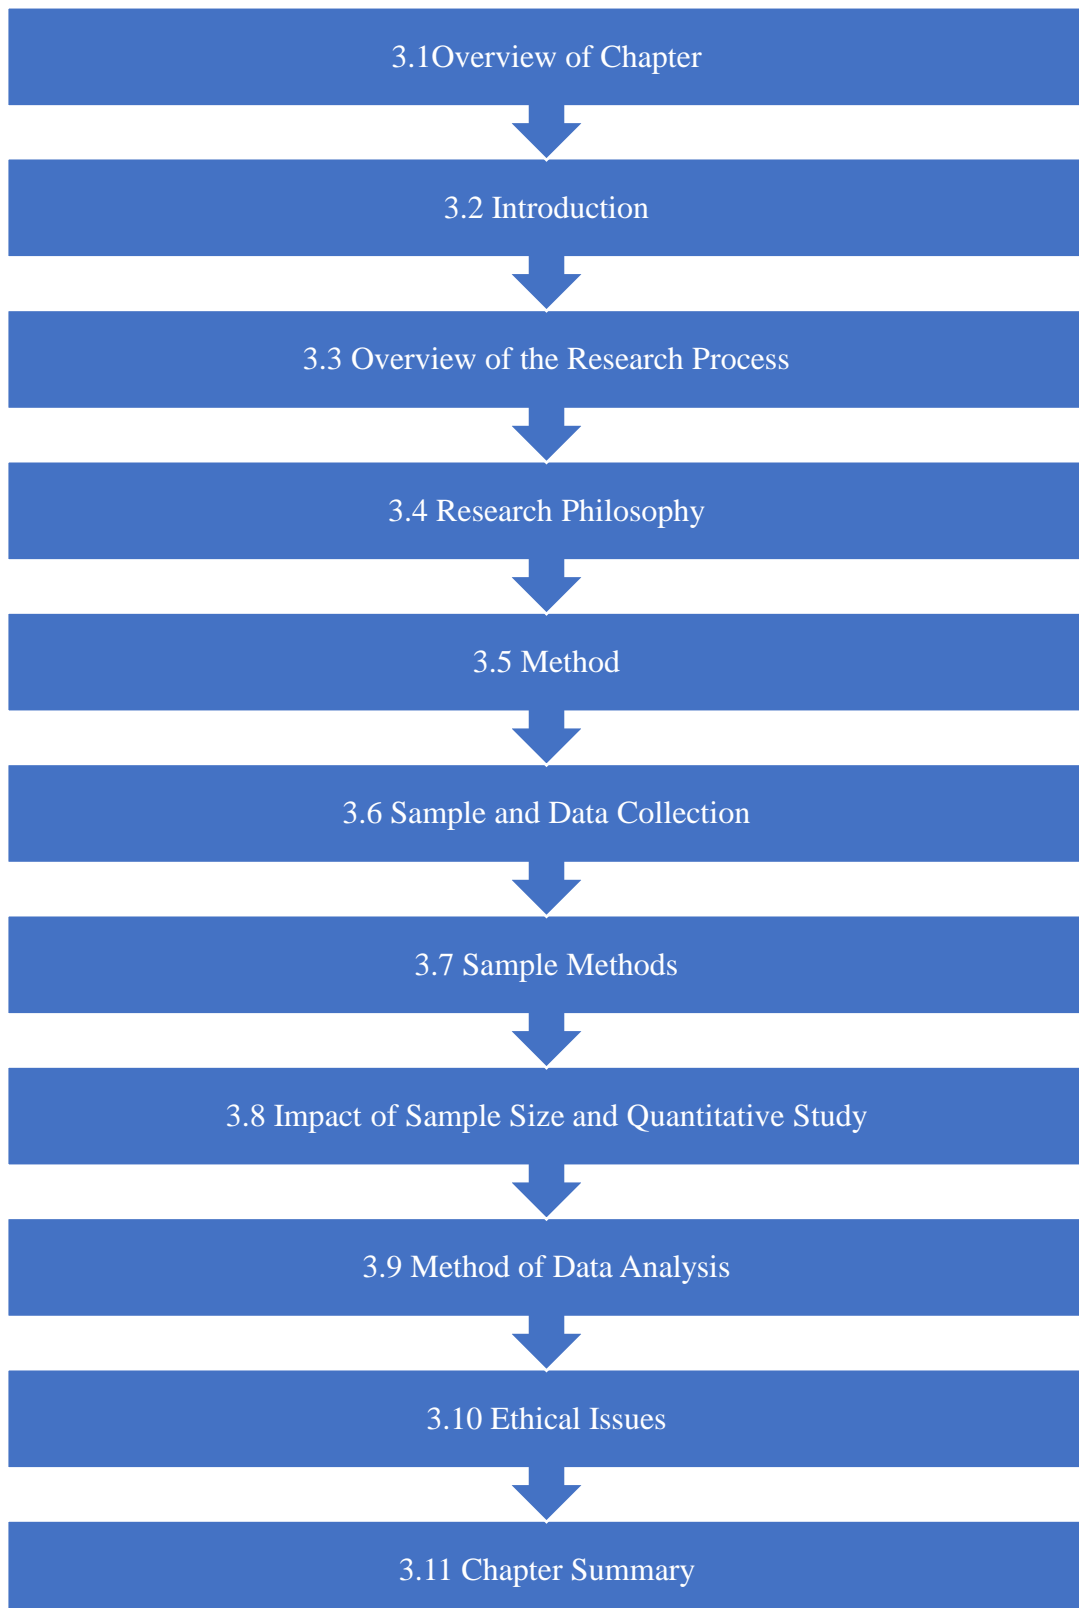 3.1Overview of Chapter
3.2 Introduction
3.3 Overview of the Research Process
3.4 Research Philosophy
3.5 Method
3.6 Sample and Data Collection
3.7 Sample Methods
3.8 Impact of Sample Size and Quantitative Study
3.9 Method of Data Analysis
3.10 Ethical Issues
3.11 Chapter Summary